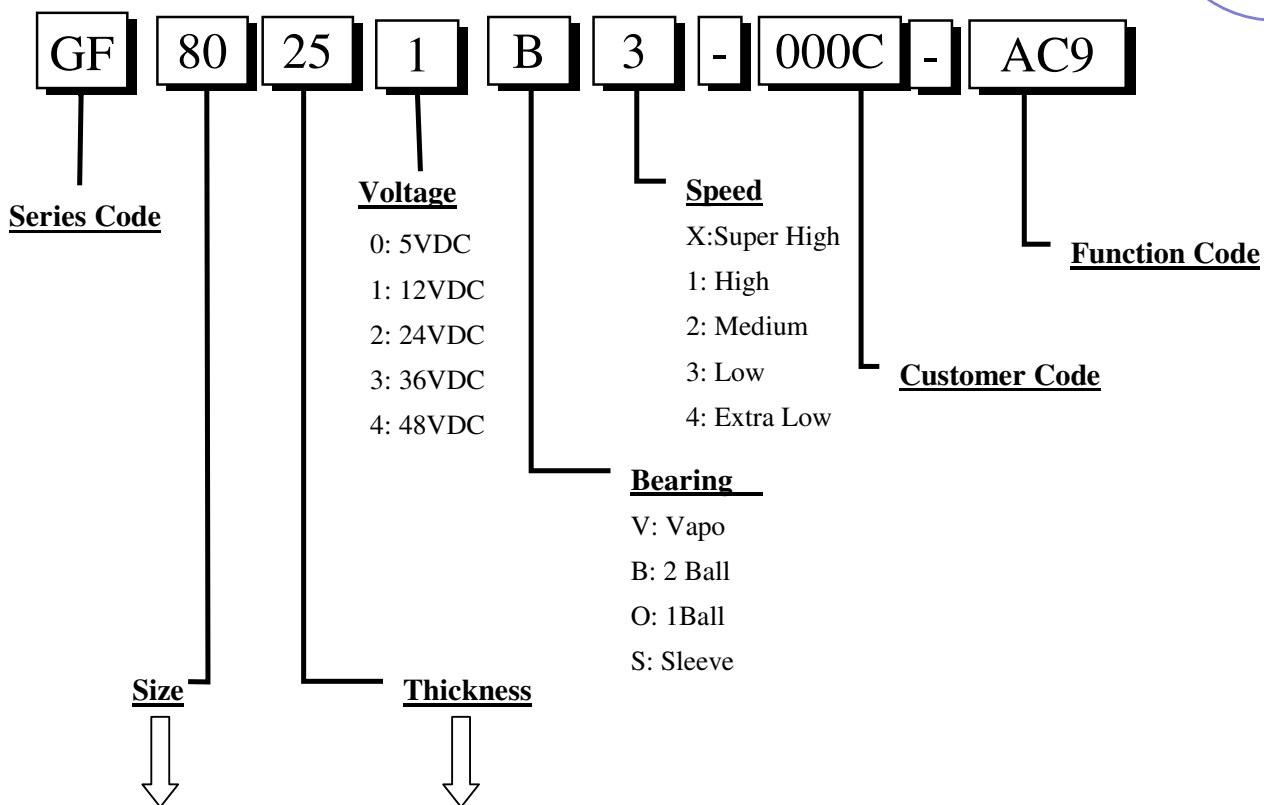 GF 80 25 1 B 3 - 000C - AC9
Series Code
Voltage
0: 5VDC
1: 12VDC
2: 24VDC
3: 36VDC
4: 48VDC
Speed
X:Super High
1: High
2: Medium
3: Low
4: Extra Low
Function Code
Customer Code
Bearing
V: Vapo
B: 2 Ball
O: 1Ball
S: Sleeve
Size
Thickness